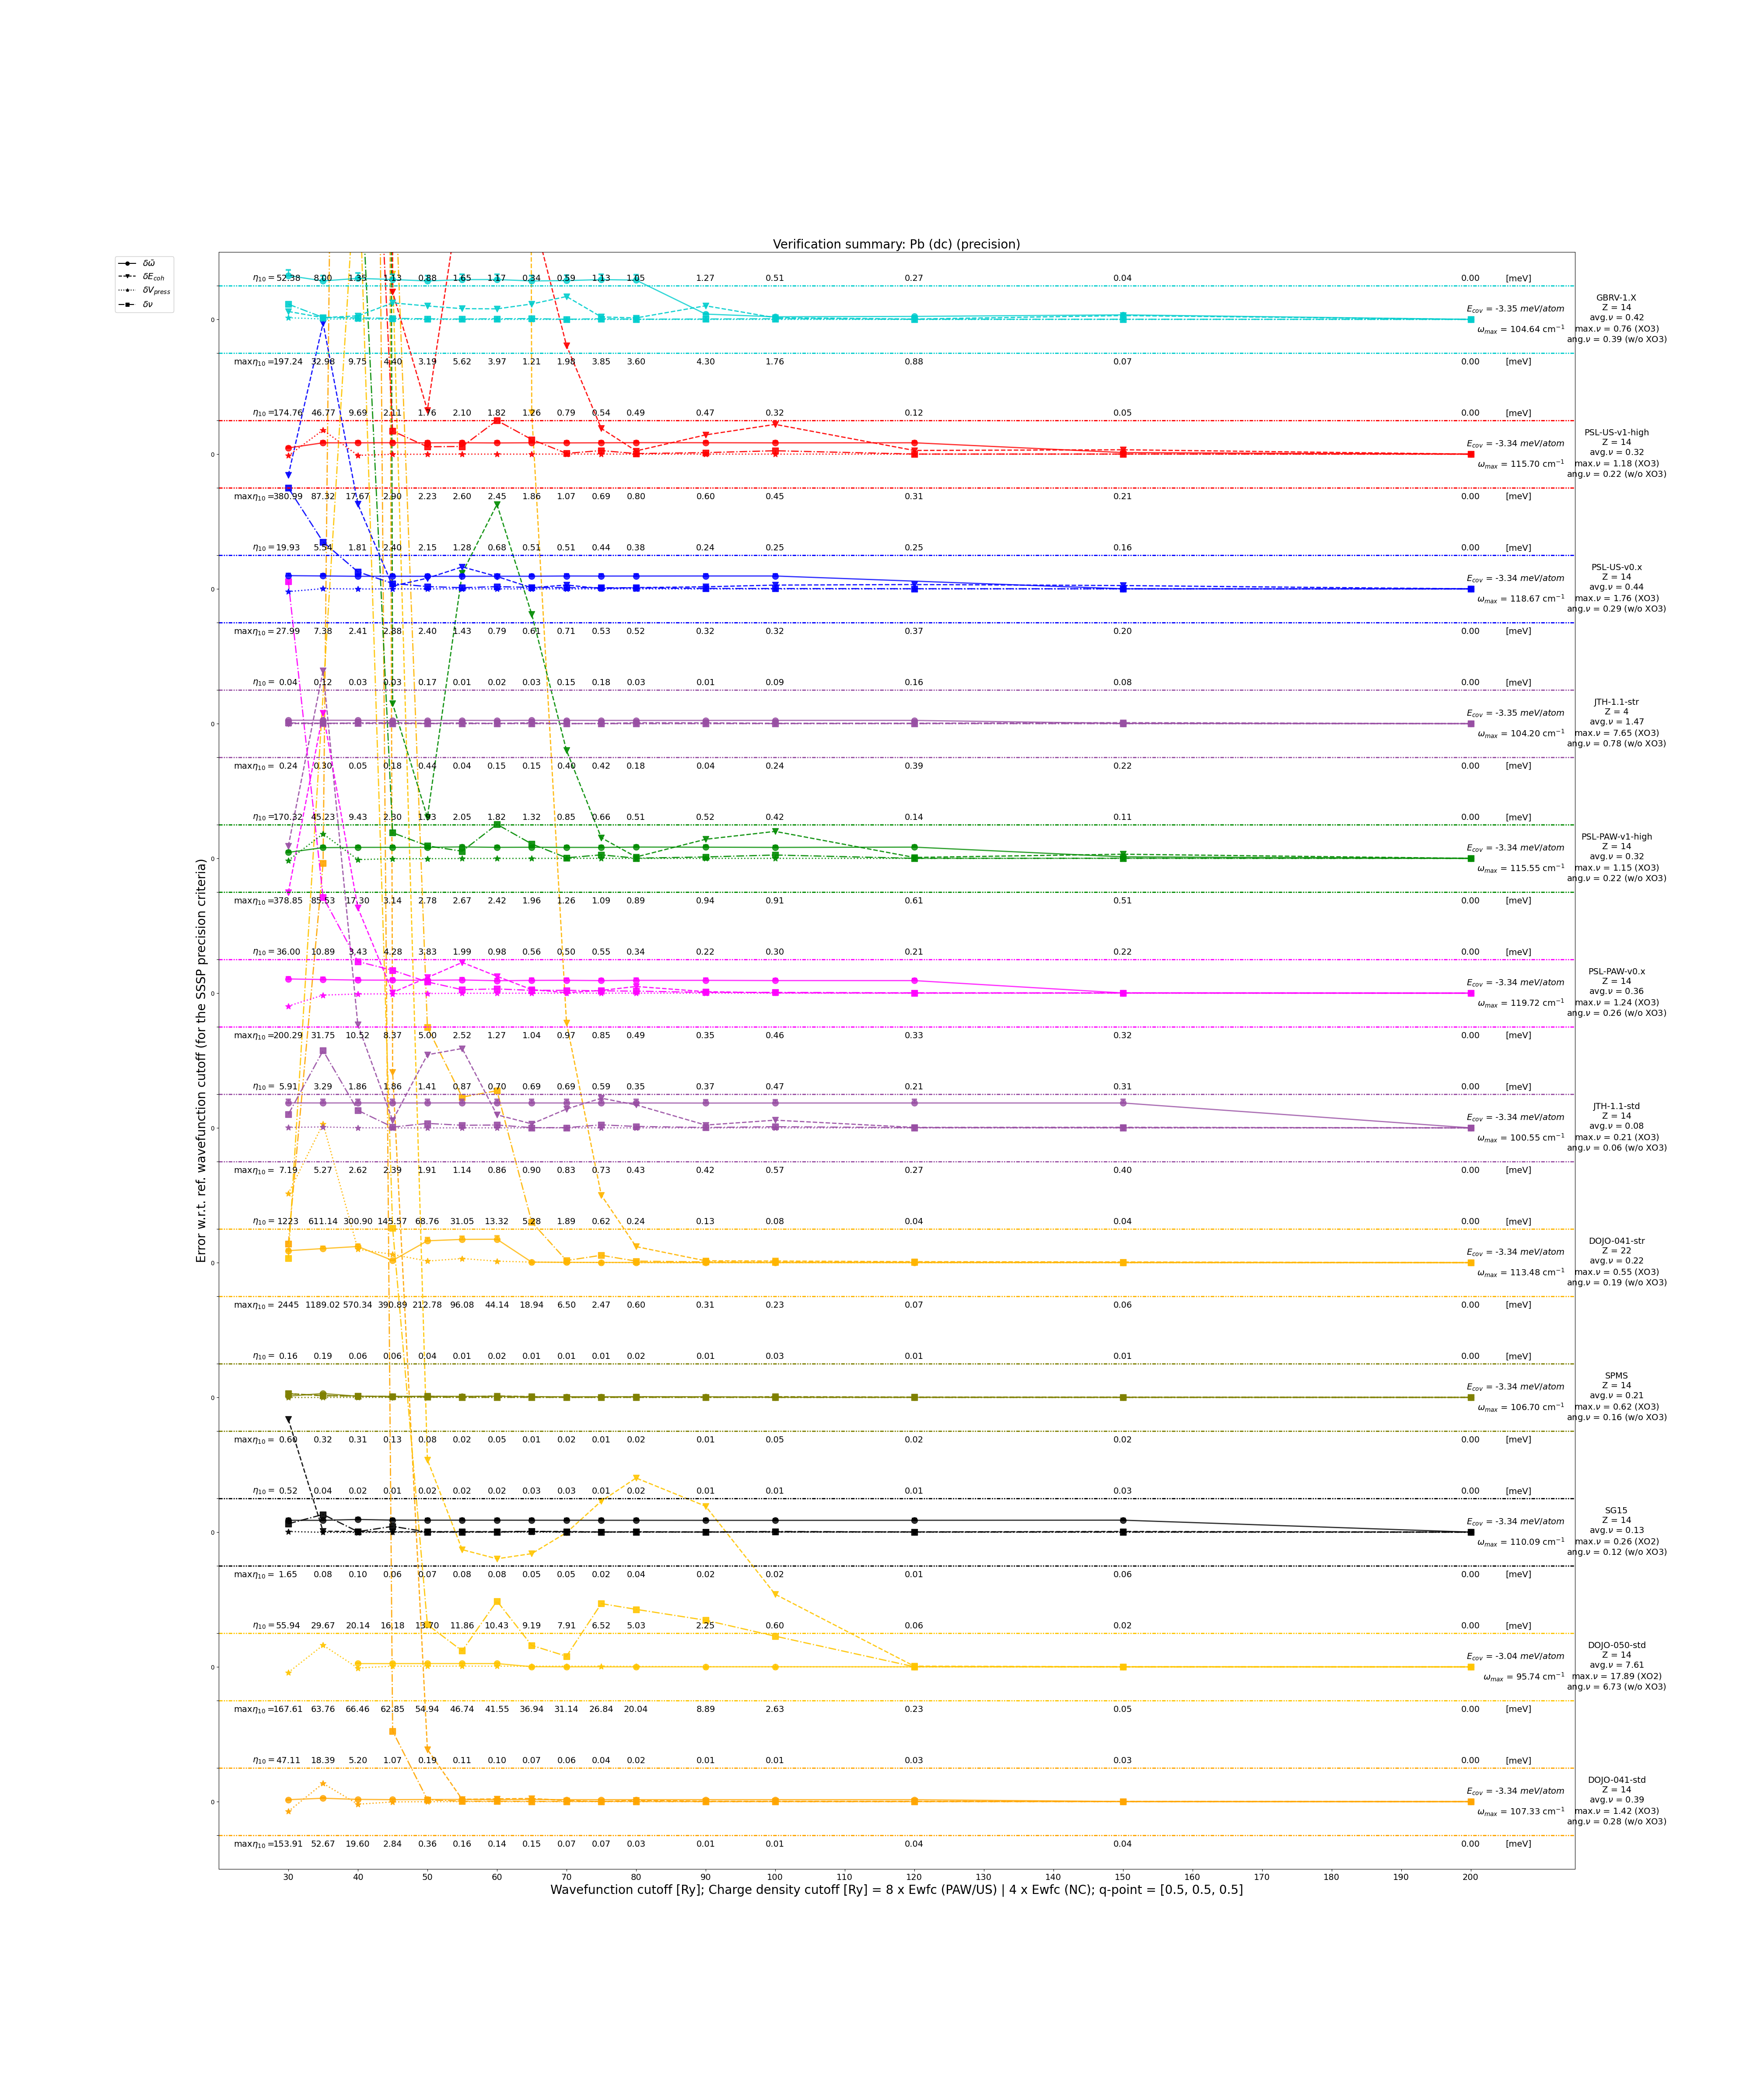 Verification summary: Pb (dc) (precision)
δω̄
δE_coh
δV_press
δν
Error w.r.t. ref. wavefunction cutoff (for the SSSP precision criteria)
η₁₀ = 52.38 8.00 1.35 1.13 0.88 1.65 1.17 0.34 0.59 1.13 1.05 1.27 0.51 0.27 0.04 0.00 [meV]
0
E_cov = -3.35 meV/atom
ω_max = 104.64 cm⁻¹
maxη₁₀ = 197.24 32.98 9.75 4.40 3.19 5.62 3.97 1.21 1.98 3.85 3.60 4.30 1.76 0.88 0.07 0.00 [meV]
GBRV-1.X
Z = 14
avg.ν = 0.42
max.ν = 0.76 (XO3)
ang.ν = 0.39 (w/o XO3)
η₁₀ = 174.76 46.77 9.69 2.11 1.76 2.10 1.82 1.26 0.79 0.54 0.49 0.47 0.32 0.12 0.05 0.00 [meV]
0
E_cov = -3.34 meV/atom
ω_max = 115.70 cm⁻¹
maxη₁₀ = 380.99 87.32 17.67 2.90 2.23 2.60 2.45 1.86 1.07 0.69 0.80 0.60 0.45 0.31 0.21 0.00 [meV]
PSL-US-v1-high
Z = 14
avg.ν = 0.32
max.ν = 1.18 (XO3)
ang.ν = 0.22 (w/o XO3)
η₁₀ = 19.93 5.54 1.81 2.40 2.15 1.28 0.68 0.51 0.51 0.44 0.38 0.24 0.25 0.25 0.16 0.00 [meV]
0
E_cov = -3.34 meV/atom
ω_max = 118.67 cm⁻¹
maxη₁₀ = 27.99 7.38 2.41 2.88 2.40 1.43 0.79 0.61 0.71 0.53 0.52 0.32 0.32 0.37 0.20 0.00 [meV]
PSL-US-v0.x
Z = 14
avg.ν = 0.44
max.ν = 1.76 (XO3)
ang.ν = 0.29 (w/o XO3)
η₁₀ = 0.04 0.12 0.03 0.03 0.17 0.01 0.02 0.03 0.15 0.18 0.03 0.01 0.09 0.16 0.08 0.00 [meV]
0
E_cov = -3.35 meV/atom
ω_max = 104.20 cm⁻¹
maxη₁₀ = 0.24 0.30 0.05 0.18 0.44 0.04 0.15 0.15 0.40 0.42 0.18 0.04 0.24 0.39 0.22 0.00 [meV]
JTH-1.1-str
Z = 4
avg.ν = 1.47
max.ν = 7.65 (XO3)
ang.ν = 0.78 (w/o XO3)
η₁₀ = 170.32 45.23 9.43 2.30 1.93 2.05 1.82 1.32 0.85 0.66 0.51 0.52 0.42 0.14 0.11 0.00 [meV]
0
E_cov = -3.34 meV/atom
ω_max = 115.55 cm⁻¹
maxη₁₀ = 378.85 85.53 17.30 3.14 2.78 2.67 2.42 1.96 1.26 1.09 0.89 0.94 0.91 0.61 0.51 0.00 [meV]
PSL-PAW-v1-high
Z = 14
avg.ν = 0.32
max.ν = 1.15 (XO3)
ang.ν = 0.22 (w/o XO3)
η₁₀ = 36.00 10.89 3.43 4.28 3.83 1.99 0.98 0.56 0.50 0.55 0.34 0.22 0.30 0.21 0.22 0.00 [meV]
0
E_cov = -3.34 meV/atom
ω_max = 119.72 cm⁻¹
maxη₁₀ = 200.29 31.75 10.52 8.37 5.00 2.52 1.27 1.04 0.97 0.85 0.49 0.35 0.46 0.33 0.32 0.00 [meV]
PSL-PAW-v0.x
Z = 14
avg.ν = 0.36
max.ν = 1.24 (XO3)
ang.ν = 0.26 (w/o XO3)
η₁₀ = 5.91 3.29 1.86 1.86 1.41 0.87 0.70 0.69 0.69 0.59 0.35 0.37 0.47 0.21 0.31 0.00 [meV]
0
E_cov = -3.34 meV/atom
ω_max = 100.55 cm⁻¹
maxη₁₀ = 7.19 5.27 2.62 2.39 1.91 1.14 0.86 0.90 0.83 0.73 0.43 0.42 0.57 0.27 0.40 0.00 [meV]
JTH-1.1-std
Z = 14
avg.ν = 0.08
max.ν = 0.21 (XO3)
ang.ν = 0.06 (w/o XO3)
η₁₀ = 1223 611.14 300.90 145.57 68.76 31.05 13.32 5.28 1.89 0.62 0.24 0.13 0.08 0.04 0.04 0.00 [meV]
0
E_cov = -3.34 meV/atom
ω_max = 113.48 cm⁻¹
maxη₁₀ = 2445 1189.02 570.34 390.89 212.78 96.08 44.14 18.94 6.50 2.47 0.60 0.31 0.23 0.07 0.06 0.00 [meV]
DOJO-041-str
Z = 22
avg.ν = 0.22
max.ν = 0.55 (XO3)
ang.ν = 0.19 (w/o XO3)
η₁₀ = 0.16 0.19 0.06 0.06 0.04 0.01 0.02 0.01 0.01 0.01 0.02 0.01 0.03 0.01 0.01 0.00 [meV]
0
E_cov = -3.34 meV/atom
ω_max = 106.70 cm⁻¹
maxη₁₀ = 0.60 0.32 0.31 0.13 0.08 0.02 0.05 0.01 0.02 0.01 0.02 0.01 0.05 0.02 0.02 0.00 [meV]
SPMS
Z = 14
avg.ν = 0.21
max.ν = 0.62 (XO3)
ang.ν = 0.16 (w/o XO3)
η₁₀ = 0.52 0.04 0.02 0.01 0.02 0.02 0.02 0.03 0.03 0.01 0.02 0.01 0.01 0.01 0.03 0.00 [meV]
0
E_cov = -3.34 meV/atom
ω_max = 110.09 cm⁻¹
maxη₁₀ = 1.65 0.08 0.10 0.06 0.07 0.08 0.08 0.05 0.05 0.02 0.04 0.02 0.02 0.01 0.06 0.00 [meV]
SG15
Z = 14
avg.ν = 0.13
max.ν = 0.26 (XO2)
ang.ν = 0.12 (w/o XO3)
η₁₀ = 55.94 29.67 20.14 16.18 13.70 11.86 10.43 9.19 7.91 6.52 5.03 2.25 0.60 0.06 0.02 0.00 [meV]
0
E_cov = -3.04 meV/atom
ω_max = 95.74 cm⁻¹
maxη₁₀ = 167.61 63.76 66.46 62.85 54.94 46.74 41.55 36.94 31.14 26.84 20.04 8.89 2.63 0.23 0.05 0.00 [meV]
DOJO-050-std
Z = 14
avg.ν = 7.61
max.ν = 17.89 (XO2)
ang.ν = 6.73 (w/o XO3)
η₁₀ = 47.11 18.39 5.20 1.07 0.19 0.11 0.10 0.07 0.06 0.04 0.02 0.01 0.01 0.03 0.03 0.00 [meV]
0
E_cov = -3.34 meV/atom
ω_max = 107.33 cm⁻¹
maxη₁₀ = 153.91 52.67 19.60 2.84 0.36 0.16 0.14 0.15 0.07 0.07 0.03 0.01 0.01 0.04 0.04 0.00 [meV]
DOJO-041-std
Z = 14
avg.ν = 0.39
max.ν = 1.42 (XO3)
ang.ν = 0.28 (w/o XO3)
30 40 50 60 70 80 90 100 110 120 130 140 150 160 170 180 190 200
Wavefunction cutoff [Ry]; Charge density cutoff [Ry] = 8 x Ewfc (PAW/US) | 4 x Ewfc (NC); q-point = [0.5, 0.5, 0.5]